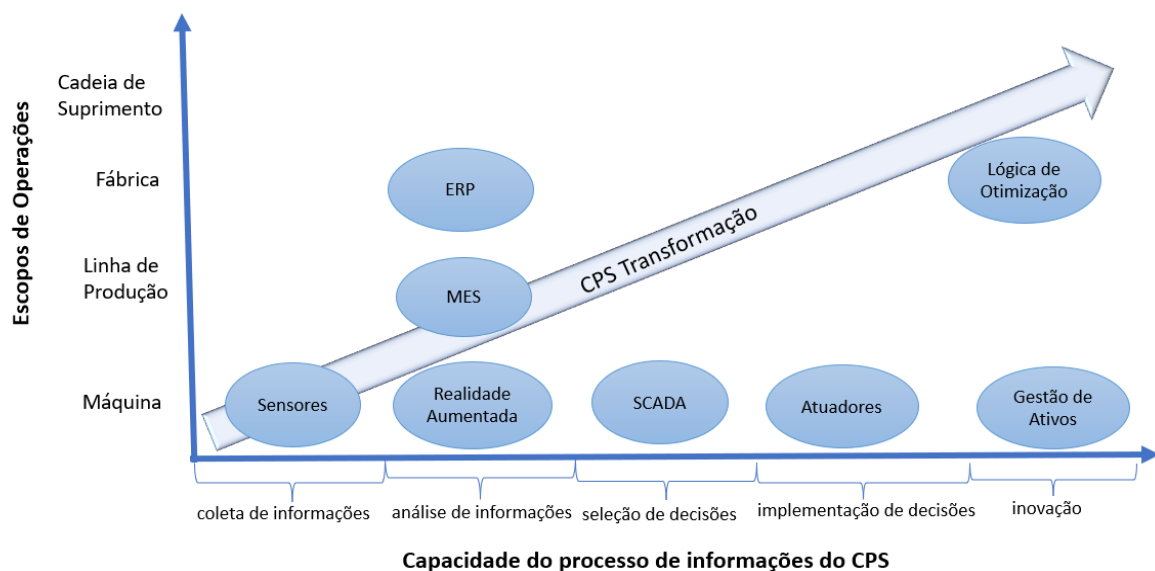 Escopos de Operações
Cadeia de
Suprimento
Fábrica
Linha de
Produção
Máquina
ERP
Lógica de
Otimização
CPS Transformação
MES
Sensores
Realidade
Aumentada
SCADA
Atuadores
Gestão de
Ativos
coleta de informações
análise de informações
seleção de decisões
implementação de decisões
inovação
Capacidade do processo de informações do CPS